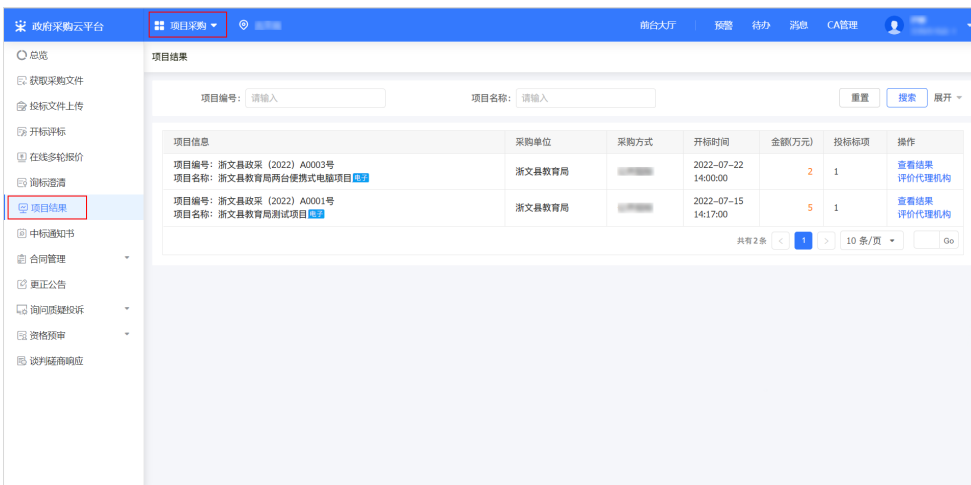 政府采购云平台
项目采购
前台大厅 预警 待办 消息 CA管理
总览
获取采购文件
投标文件上传
开标评标
在线多轮报价
询标澄清
项目结果
中标通知书
合同管理
更正公告
询问质疑投诉
资格预审
谈判磋商响应
项目结果
项目编号: 请输入 项目名称: 请输入 重置 搜索 展开
项目信息 采购单位 采购方式 开标时间 金额(万元) 投标标项 操作
项目编号: 浙文县政采 (2022) A0003号
项目名称: 浙文县教育局两台便携式电脑项目 电子
浙文县教育局
2022-07-22
14:00:00
2 1
查看结果
评价代理机构
项目编号: 浙文县政采 (2022) A0001号
项目名称: 浙文县教育局测试项目 电子
浙文县教育局
2022-07-15
14:17:00
5 1
查看结果
评价代理机构
共有2条 < 1 > 10 条/页 Go